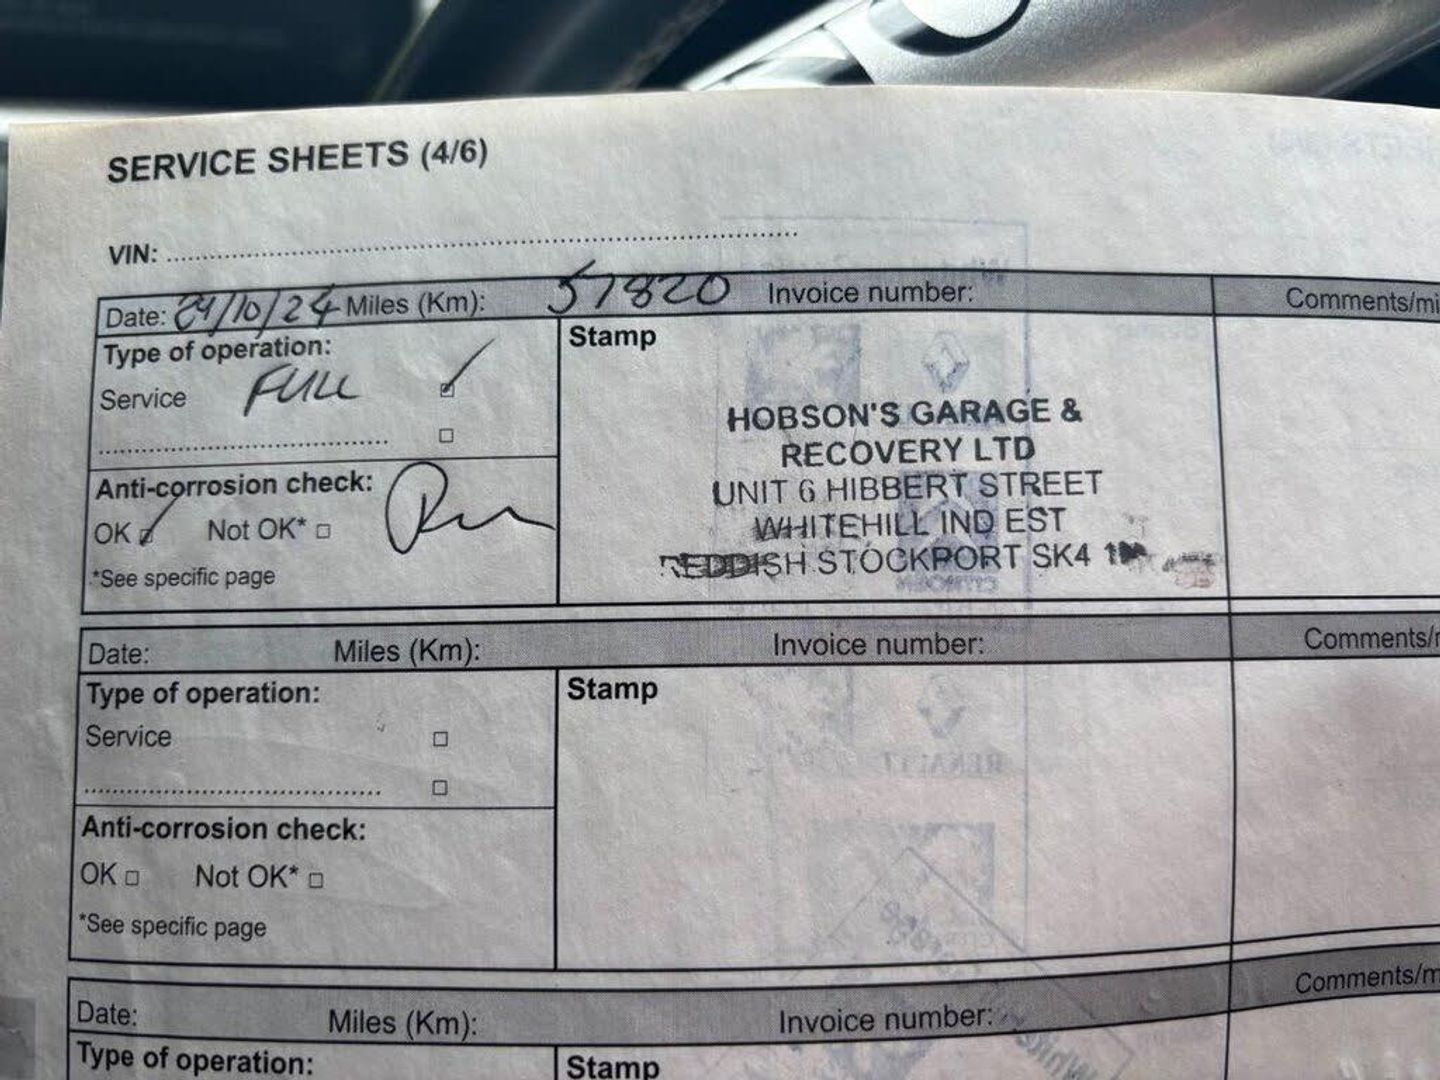 SERVICE SHEETS (4/6)
VIN: ........................................................
Date: 24/10/24 Miles (Km): 57820 Invoice number: Comments/mi
Type of operation: Stamp
Service FULL
HOBSON'S GARAGE &
RECOVERY LTD
UNIT 6 HIBBERT STREET
WHITEHILL IND EST
REDDISH STOCKPORT SK4
Anti-corrosion check:
OK Not OK* □
*See specific page
Date: Miles (Km): Invoice number: Comments/
Type of operation: Stamp
Service □
........................................ □
Anti-corrosion check:
OK □ Not OK* □
*See specific page
Date: Miles (Km): Invoice number: Comments/m
Type of operation: Stamp